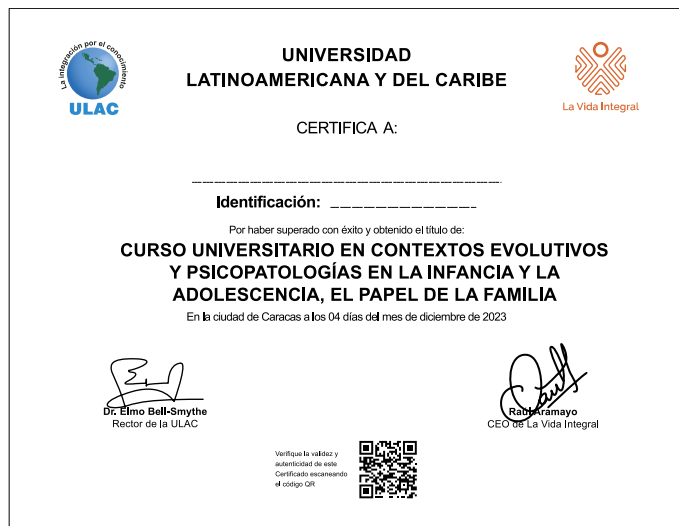 La integración por el conocimiento
ULAC
UNIVERSIDAD
LATINOAMERICANA Y DEL CARIBE
La Vida Integral
CERTIFICA A:
Identificación:
Por haber superado con éxito y obtenido el título de:
CURSO UNIVERSITARIO EN CONTEXTOS EVOLUTIVOS
Y PSICOPATOLOGÍAS EN LA INFANCIA Y LA
ADOLESCENCIA, EL PAPEL DE LA FAMILIA
En la ciudad de Caracas a los 04 días del mes de diciembre de 2023
Dr. Elmo Bell-Smythe
Rector de la ULAC
Raúl Aramayo
CEO de La Vida Integral
Verifique la validez y
autenticidad de este
Certificado escaneando
el código QR